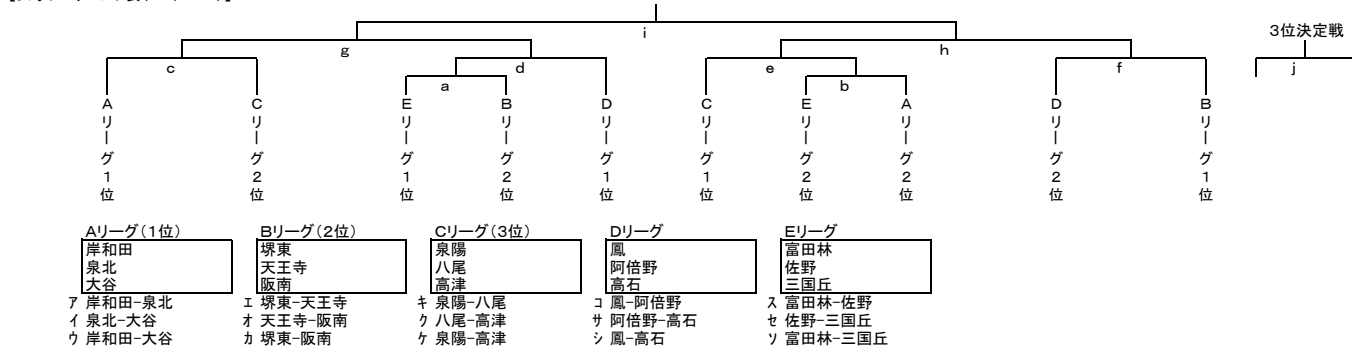 i
3位決定戦
g
h
c
d
e
f
j
a
b
Aリーグ1位
Cリーグ2位
Eリーグ1位
Bリーグ2位
Dリーグ1位
Cリーグ1位
Eリーグ2位
Aリーグ2位
Dリーグ2位
Bリーグ1位
Aリーグ(1位) Bリーグ(2位) Cリーグ(3位) Dリーグ Eリーグ
岸和田 堺東 泉陽 鳳 富田林
泉北 天王寺 八尾 阿倍野 佐野
大谷 阪南 高津 高石 三国丘
ア 岸和田−泉北 エ 堺東−天王寺 キ 泉陽−八尾 コ 鳳−阿倍野 ス 富田林−佐野
イ 泉北−大谷 オ 天王寺−阪南 ク 八尾−高津 サ 阿倍野−高石 セ 佐野−三国丘
ウ 岸和田−大谷 カ 堺東−阪南 ケ 泉陽−高津 シ 鳳−高石 ソ 富田林−三国丘